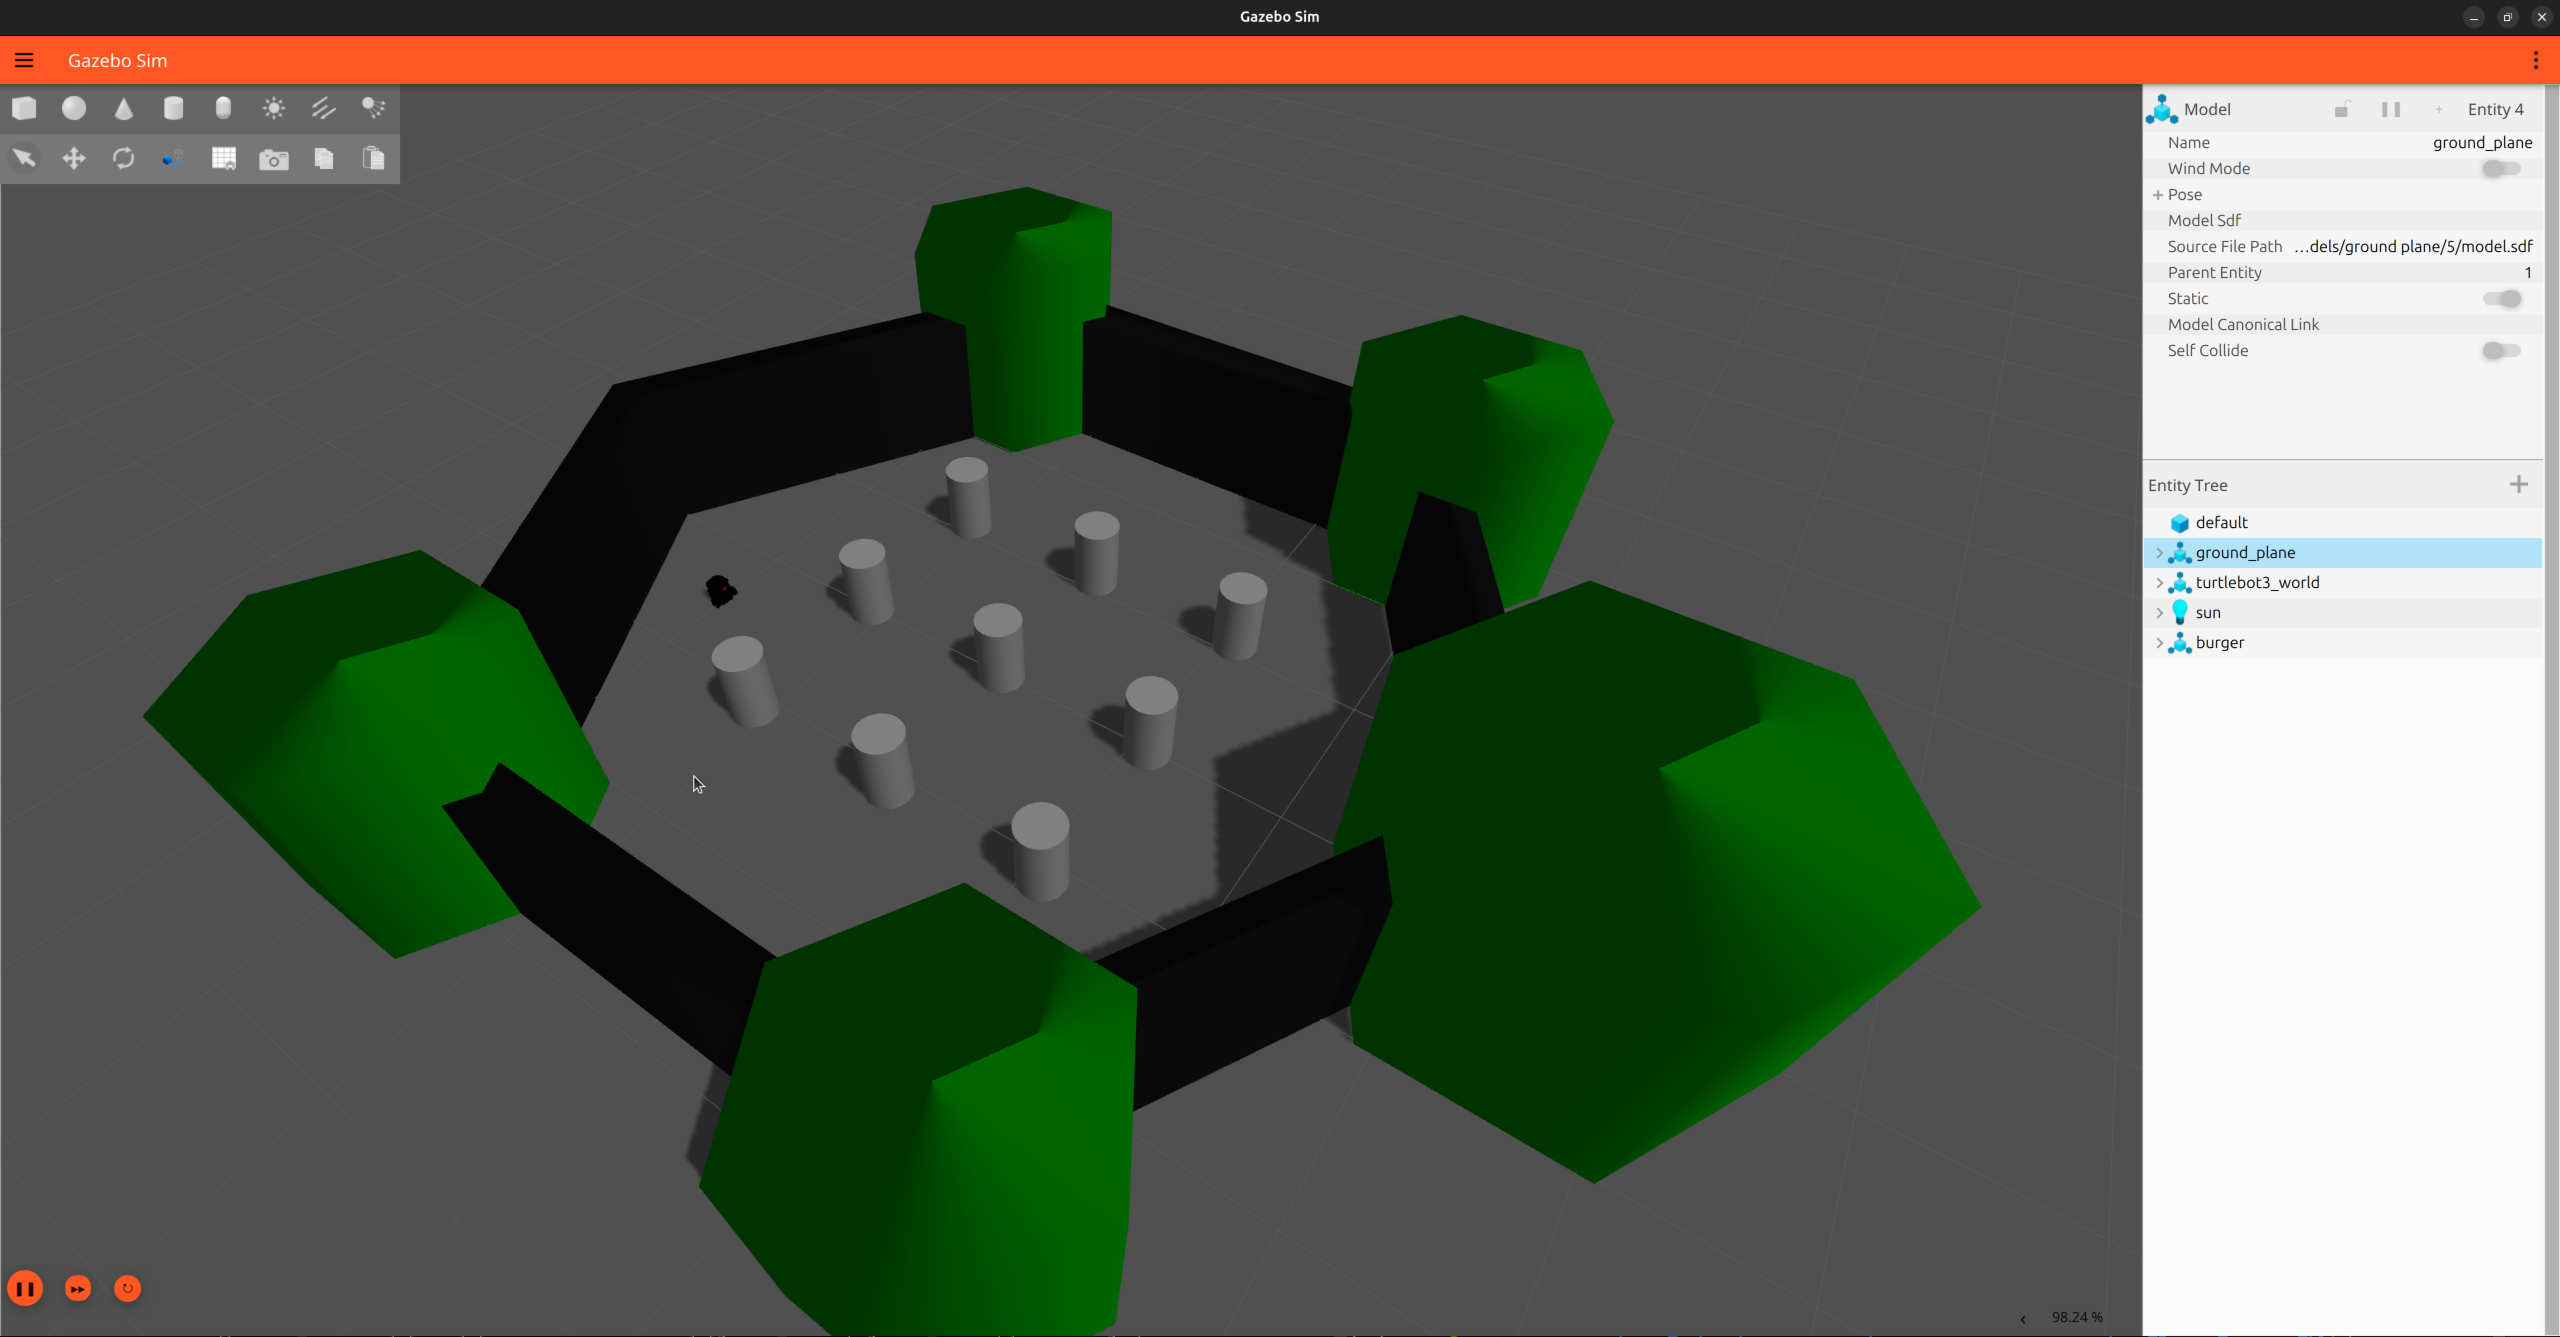 Gazebo Sim
Gazebo Sim
Model Entity 4
Name ground_plane
Wind Mode
Pose
Model Sdf
Source File Path ...dels/ground plane/5/model.sdf
Parent Entity 1
Static
Model Canonical Link
Self Collide
Entity Tree
default
ground_plane
turtlebot3_world
sun
burger
98.24 %